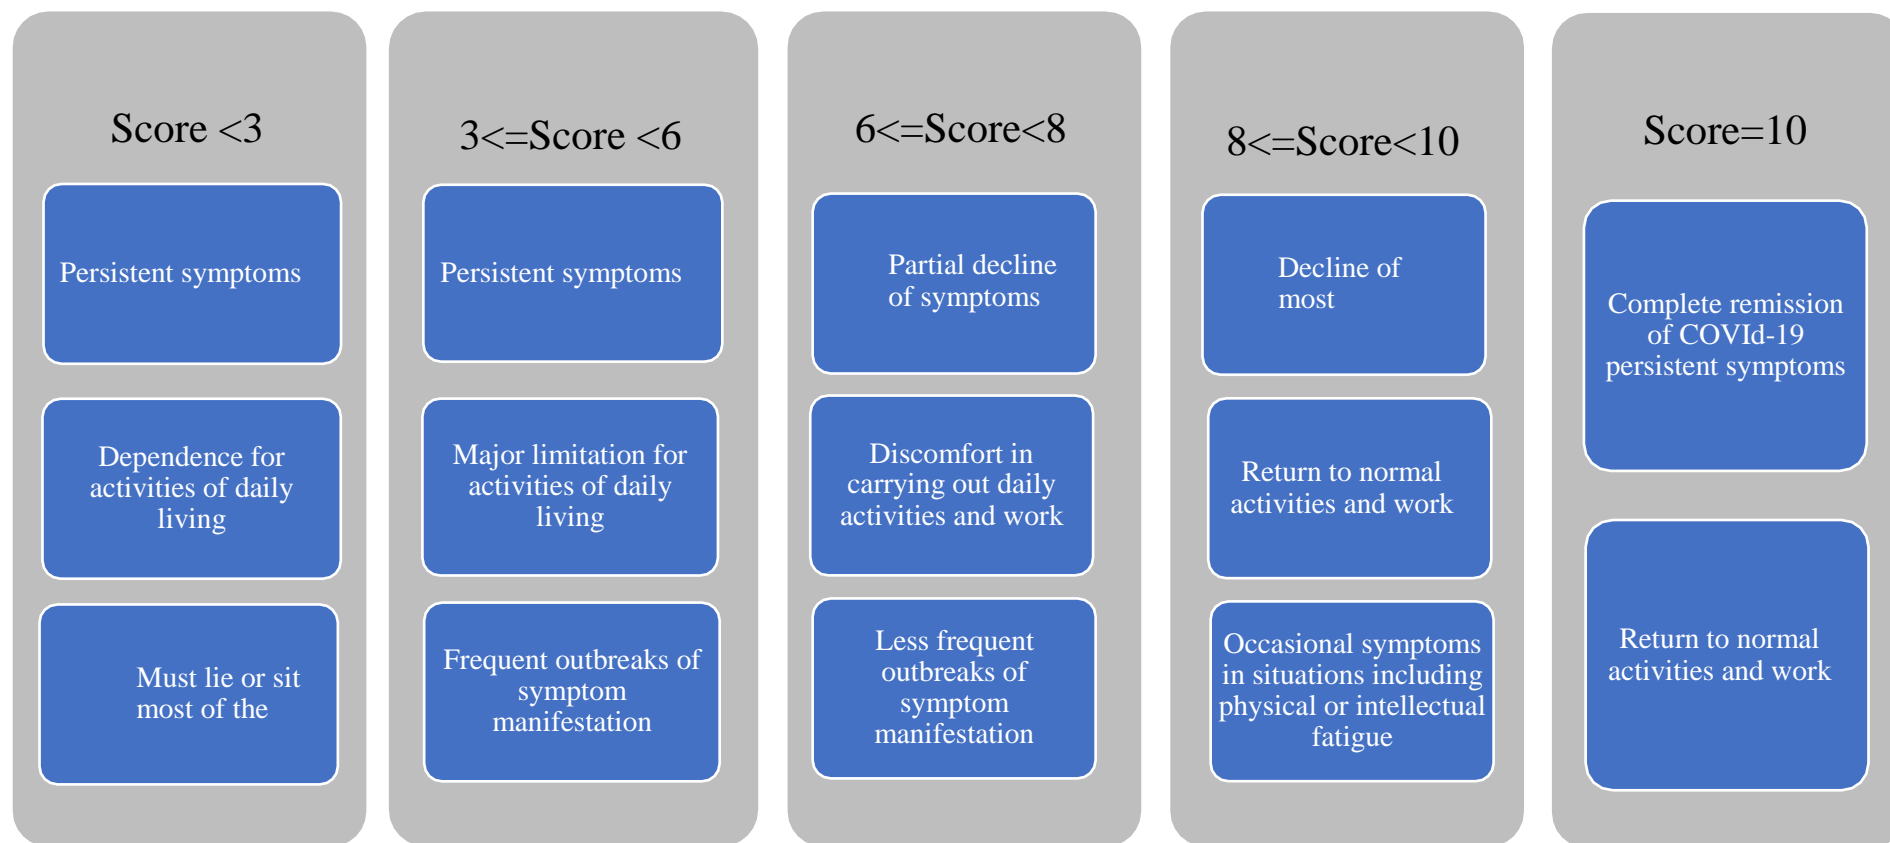 Score <3
Persistent symptoms
Dependence for
activities of daily
living
Must lie or sit
most of the
3<=Score <6
Persistent symptoms
Major limitation for
activities of daily
living
Frequent outbreaks of
symptom
manifestation
6<=Score<8
Partial decline
of symptoms
Discomfort in
carrying out daily
activities and work
Less frequent
outbreaks of
symptom
manifestation
8<=Score<10
Decline of
most
Return to normal
activities and work
Occasional symptoms
in situations including
physical or intellectual
fatigue
Score=10
Complete remission
of COVId-19
persistent symptoms
Return to normal
activities and work